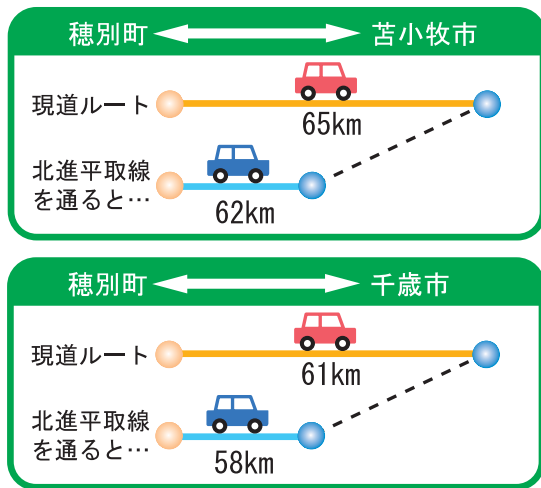 穂別町 苫小牧市
現道ルート
65km
北進平取線
を通ると…
62km
穂別町 千歳市
現道ルート
61km
北進平取線
を通ると…
58km